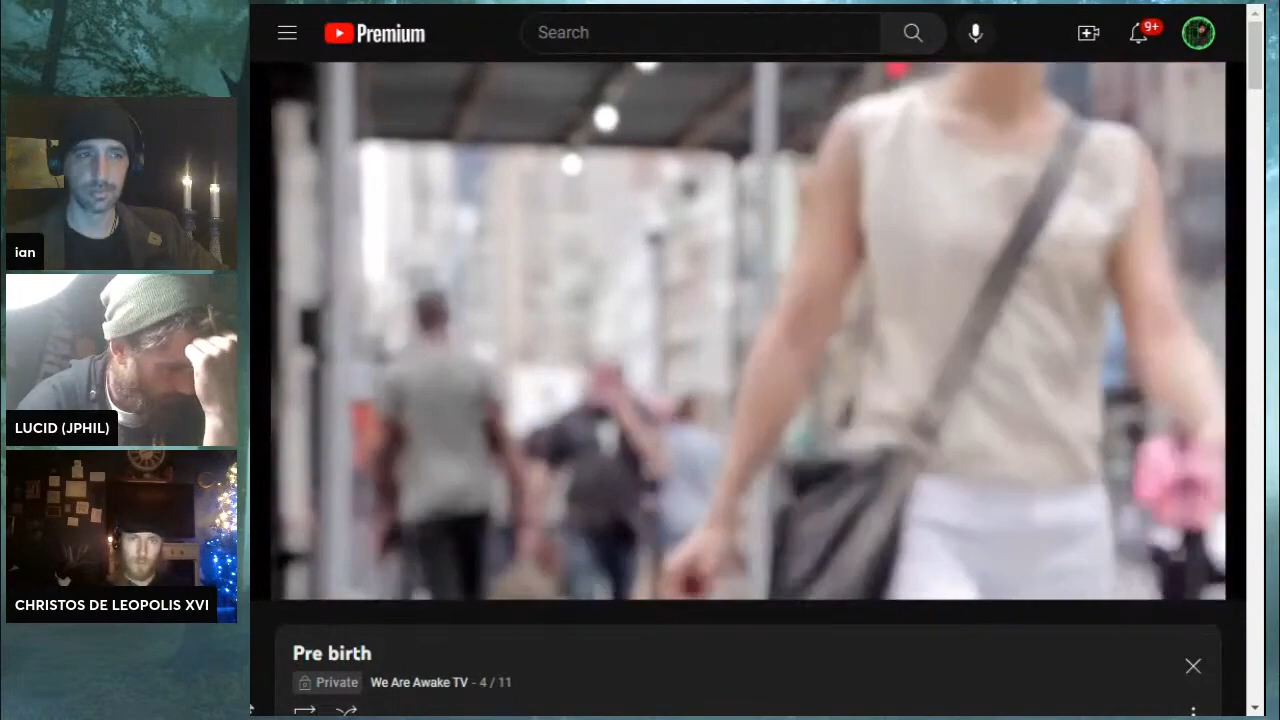 Premium
Search
9+
ian
LUCID (JPHIL)
CHRISTOS DE LEOPOLIS XVI
Pre birth
Private We Are Awake TV - 4 / 11